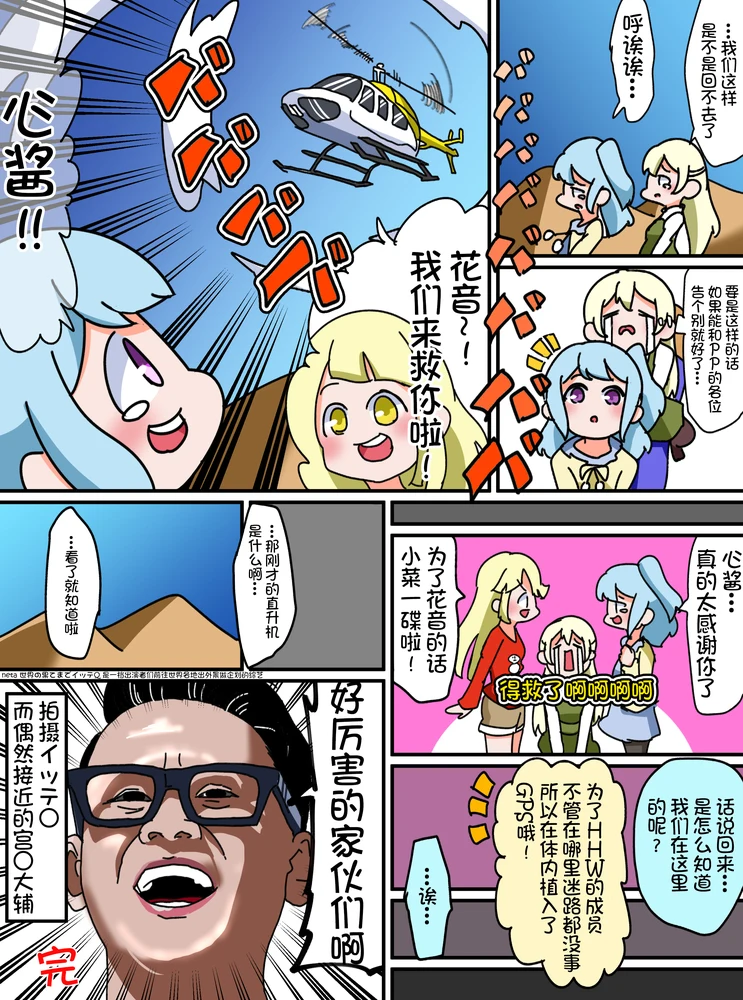 …我们这样
是不是回不去了
呼诶诶…
バ
バ
バ
バ
バ
要是这样的话
如果能和PP的各位
告个别就好了…
バ
バ
バ
バ
バ
バ
花音~！
我们来救你啦！
心酱!!
心酱…
真的太感谢你了
为了花音的话
小菜一碟啦！
得救了啊啊啊啊
话说回来…
是怎么知道
我们在这里
的呢？
为了HHW的成员
不管在哪里迷路都没事
所以在体内植入了
GPS哦！
…诶…
…那刚才的直升机
是什么啊…
…看了就知道啦
neta 世界の果てまでイッテQ 是一档出演者们前往世界各地出外景做企划的综艺
好厉害的家伙们啊
拍摄イッテ〇
而偶然接近的宫〇大辅
完